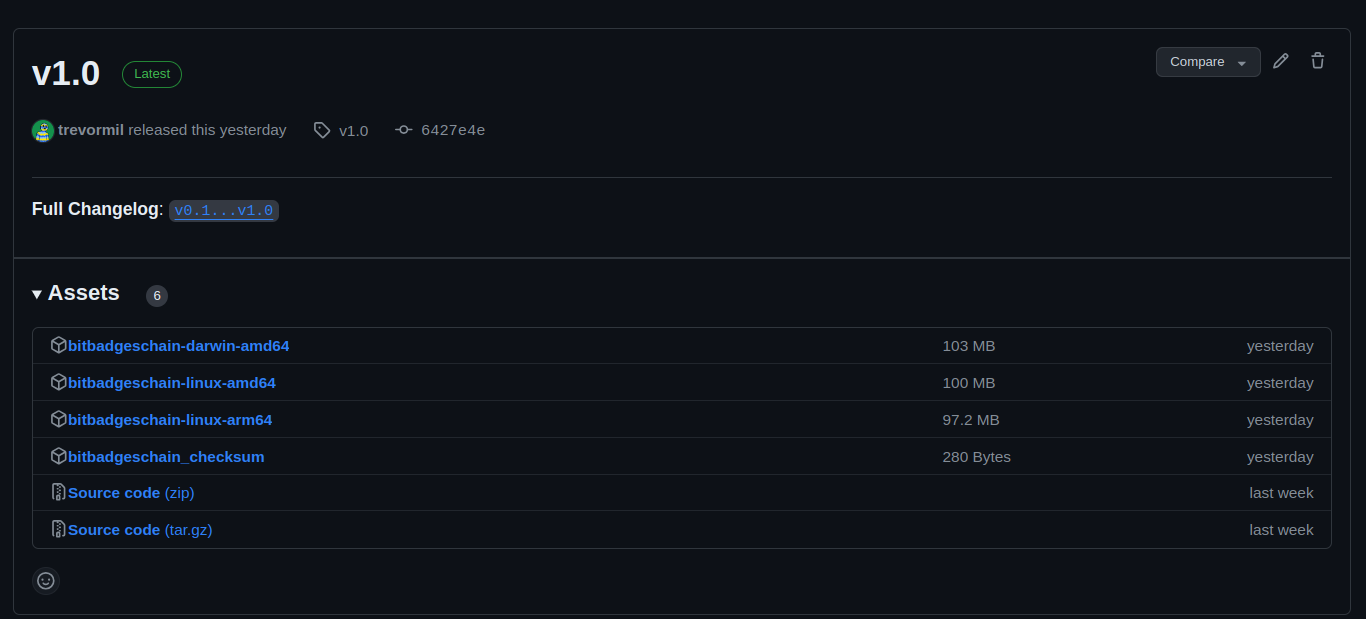 v1.0 Latest Compare
trevormil released this yesterday v1.0 6427e4e
Full Changelog: v0.1...v1.0
Assets 6
bitbadgeschain-darwin-amd64 103 MB yesterday
bitbadgeschain-linux-amd64 100 MB yesterday
bitbadgeschain-linux-arm64 97.2 MB yesterday
bitbadgeschain_checksum 280 Bytes yesterday
Source code (zip) last week
Source code (tar.gz) last week